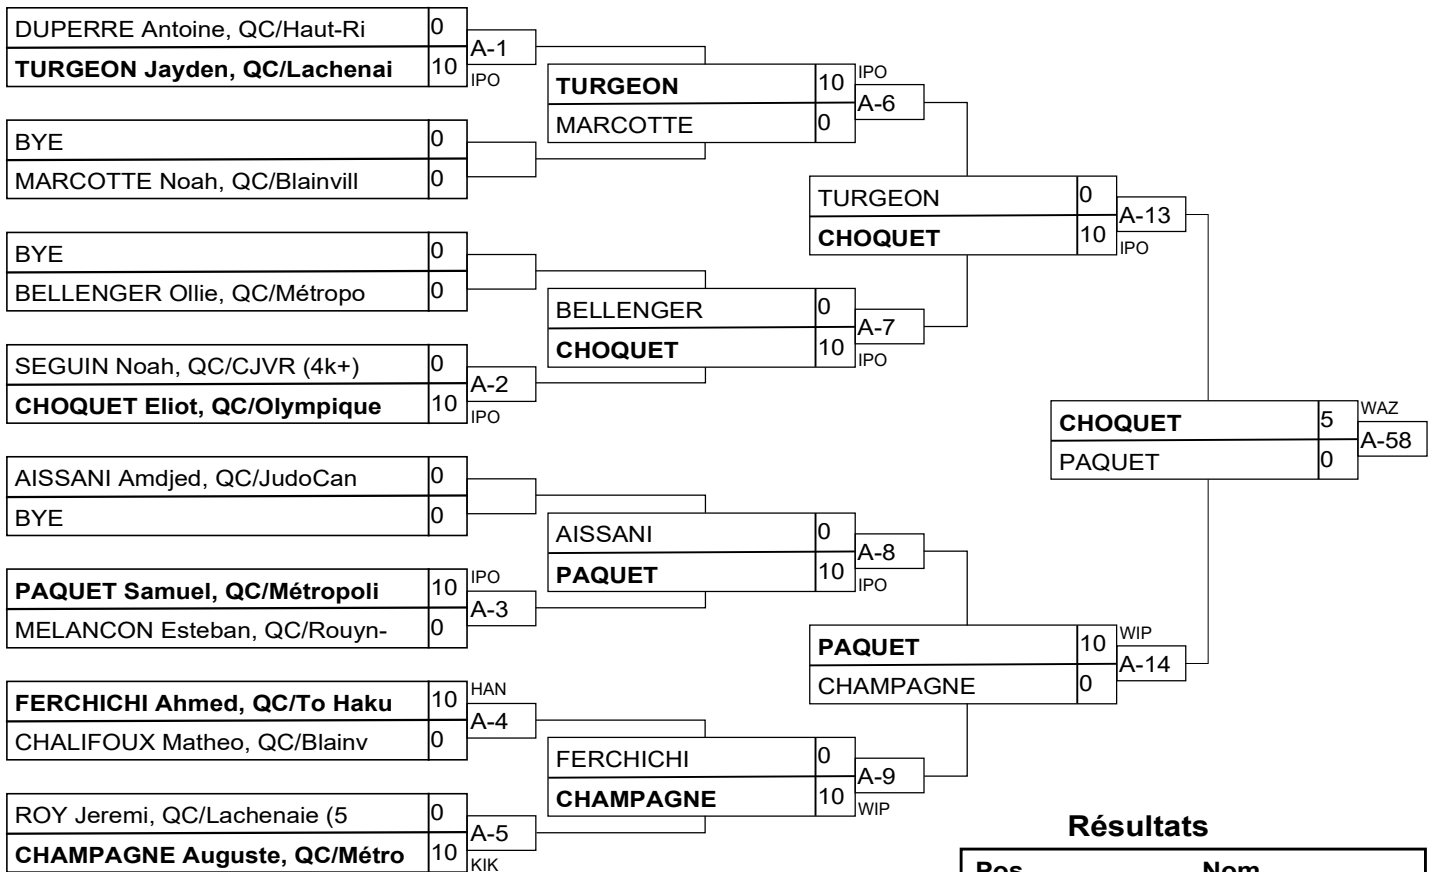 DUPERRE Antoine, QC/Haut-Ri 0
A-1
TURGEON Jayden, QC/Lachenai 10 IPO
BYE 0
MARCOTTE Noah, QC/Blainvill 0
BYE 0
BELLENGER Ollie, QC/Métropo 0
SEGUIN Noah, QC/CJVR (4k+) 0
A-2
CHOQUET Eliot, QC/Olympique 10 IPO
AISSANI Amdjed, QC/JudoCan 0
BYE 0
PAQUET Samuel, QC/Métropoli 10 IPO
A-3
MELANCON Esteban, QC/Rouyn- 0
FERCHICHI Ahmed, QC/To Haku 10 HAN
A-4
CHALIFOUX Matheo, QC/Blainv 0
ROY Jeremi, QC/Lachenaie (5 0
A-5
CHAMPAGNE Auguste, QC/Métro 10 KIK
TURGEON 10 IPO
A-6
MARCOTTE 0
BELLENGER 0
A-7
CHOQUET 10 IPO
AISSANI 0
A-8
PAQUET 10 IPO
FERCHICHI 0
A-9
CHAMPAGNE 10 WIP
TURGEON 0
A-13
CHOQUET 10 IPO
PAQUET 10 WIP
A-14
CHAMPAGNE 0
CHOQUET 5 WAZ
A-58
PAQUET 0
Résultats
Pos Nom